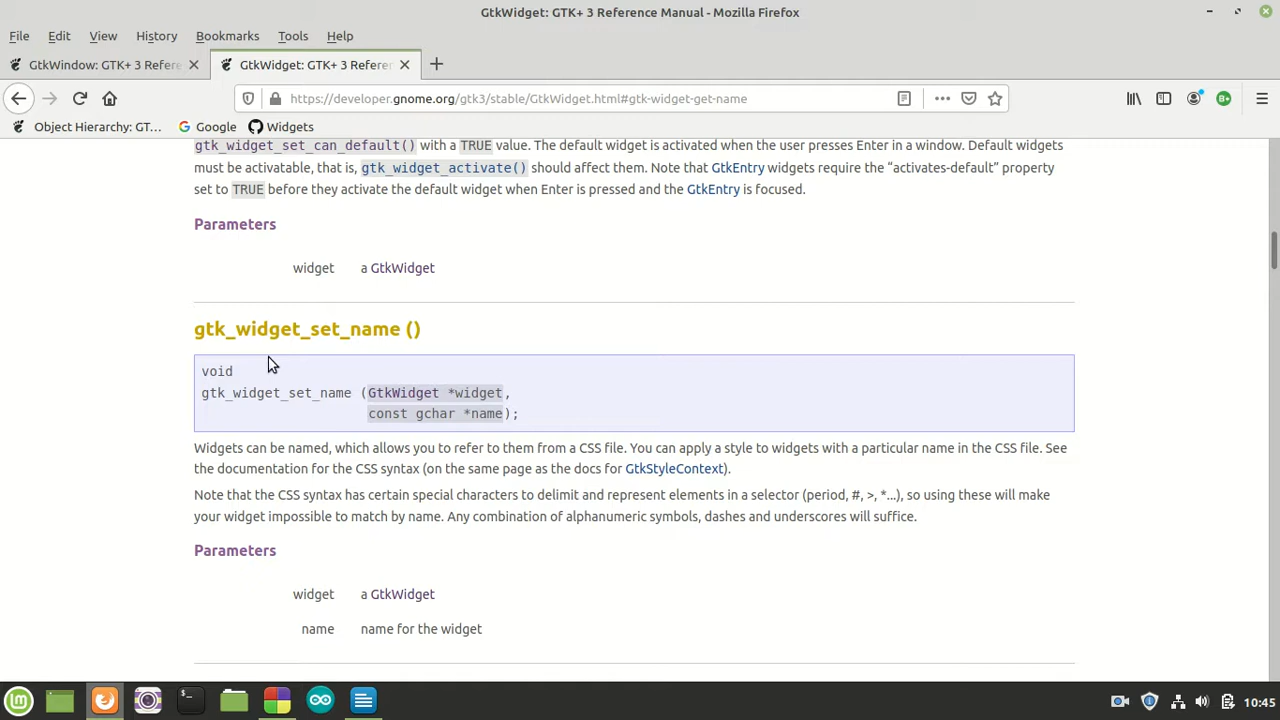 GtkWidget: GTK+ 3 Reference Manual - Mozilla Firefox
File Edit View History Bookmarks Tools Help
GtkWindow: GTK+ 3 Refere
GtkWidget: GTK+ 3 Referer
https://developer.gnome.org/gtk3/stable/GtkWidget.html#gtk-widget-get-name
Object Hierarchy: GT… Google Widgets
gtk_widget_set_can_default() with a TRUE value. The default widget is activated when the user presses Enter in a window. Default widgets
must be activatable, that is, gtk_widget_activate() should affect them. Note that GtkEntry widgets require the “activates-default” property
set to TRUE before they activate the default widget when Enter is pressed and the GtkEntry is focused.
Parameters
widget a GtkWidget
gtk_widget_set_name ()
void
gtk_widget_set_name (GtkWidget *widget,
const gchar *name);
Widgets can be named, which allows you to refer to them from a CSS file. You can apply a style to widgets with a particular name in the CSS file. See
the documentation for the CSS syntax (on the same page as the docs for GtkStyleContext).
Note that the CSS syntax has certain special characters to delimit and represent elements in a selector (period, #, >, *...), so using these will make
your widget impossible to match by name. Any combination of alphanumeric symbols, dashes and underscores will suffice.
Parameters
widget a GtkWidget
name name for the widget
10:45